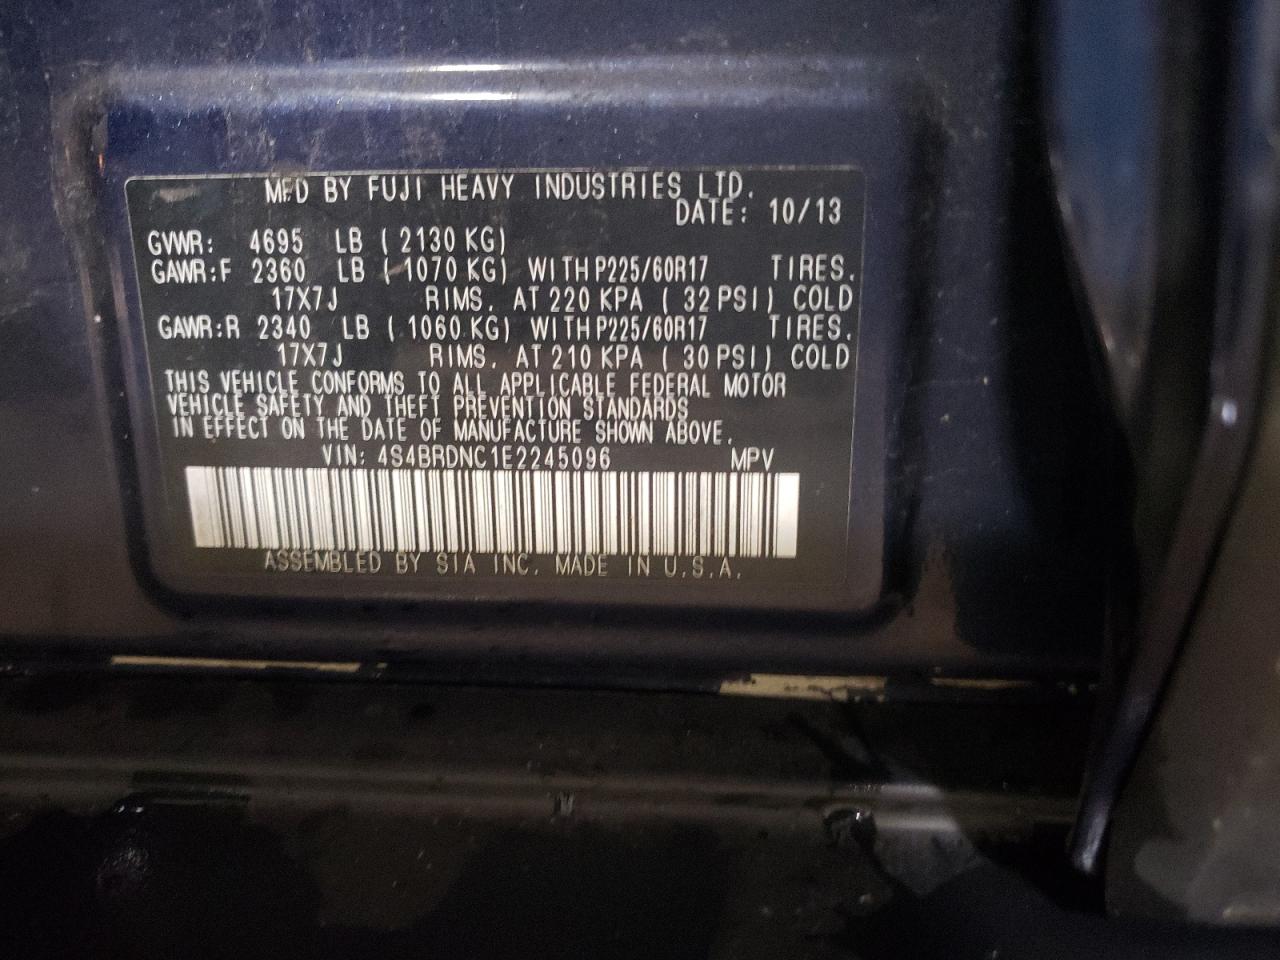 MFD BY FUJI HEAVY INDUSTRIES LTD.
DATE: 10/13
GVWR: 4695 LB ( 2130 KG)
GAWR:F 2360 LB ( 1070 KG) WITH P225/60R17 TIRES.
17X7J RIMS. AT 220 KPA ( 32 PSI) COLD
GAWR:R 2340 LB ( 1060 KG) WITH P225/60R17 TIRES.
17X7J RIMS. AT 210 KPA ( 30 PSI) COLD
THIS VEHICLE CONFORMS TO ALL APPLICABLE FEDERAL MOTOR
VEHICLE SAFETY AND THEFT PREVENTION STANDARDS
IN EFFECT ON THE DATE OF MANUFACTURE SHOWN ABOVE.
VIN: 4S4BRDNC1E2245096 MPV
ASSEMBLED BY SIA INC. MADE IN U.S.A.